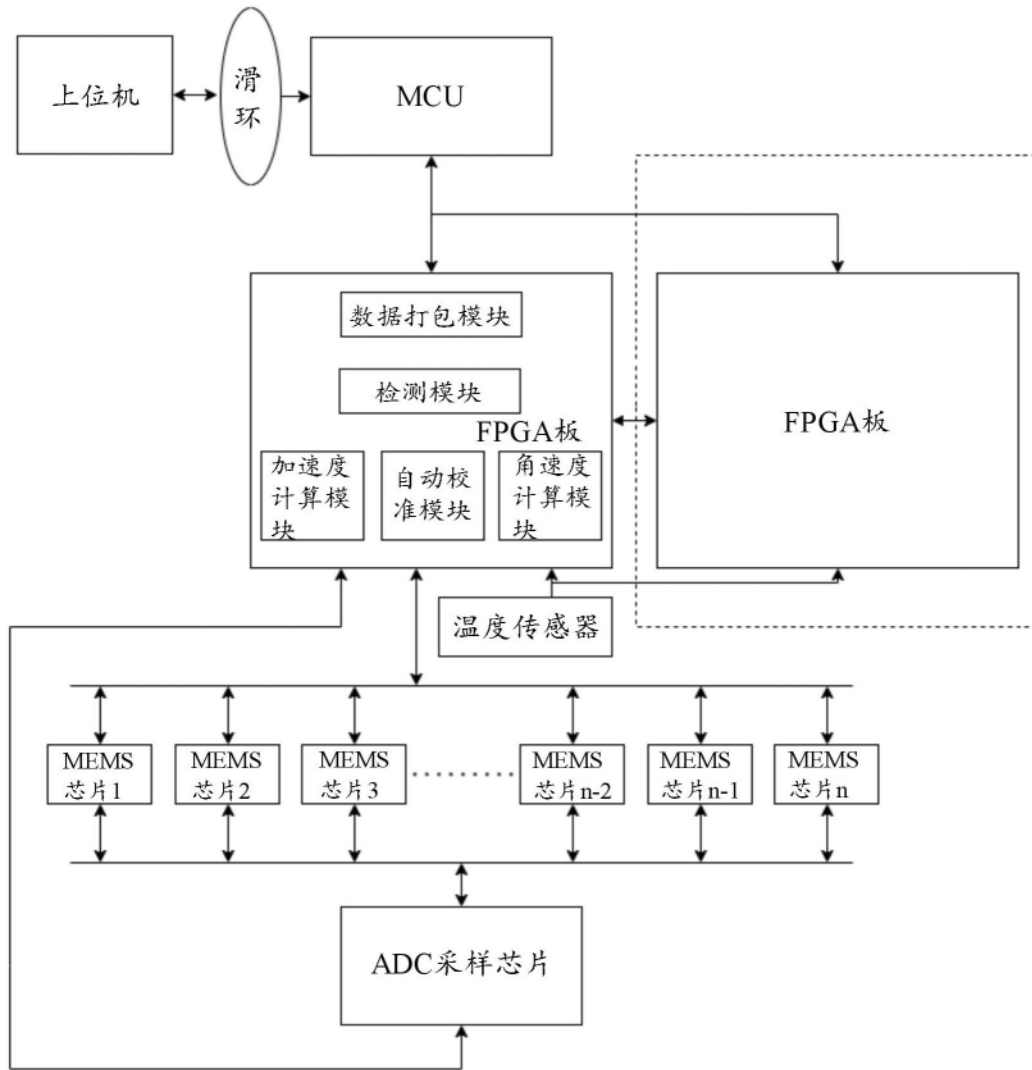 上位机
滑
环
MCU
数据打包模块
检测模块
FPGA板
加速度
计算模
块
自动校
准模块
角速度
计算模
块
FPGA板
温度传感器
MEMS
芯片1
MEMS
芯片2
MEMS
芯片3
MEMS
芯片n-2
MEMS
芯片n-1
MEMS
芯片n
ADC采样芯片